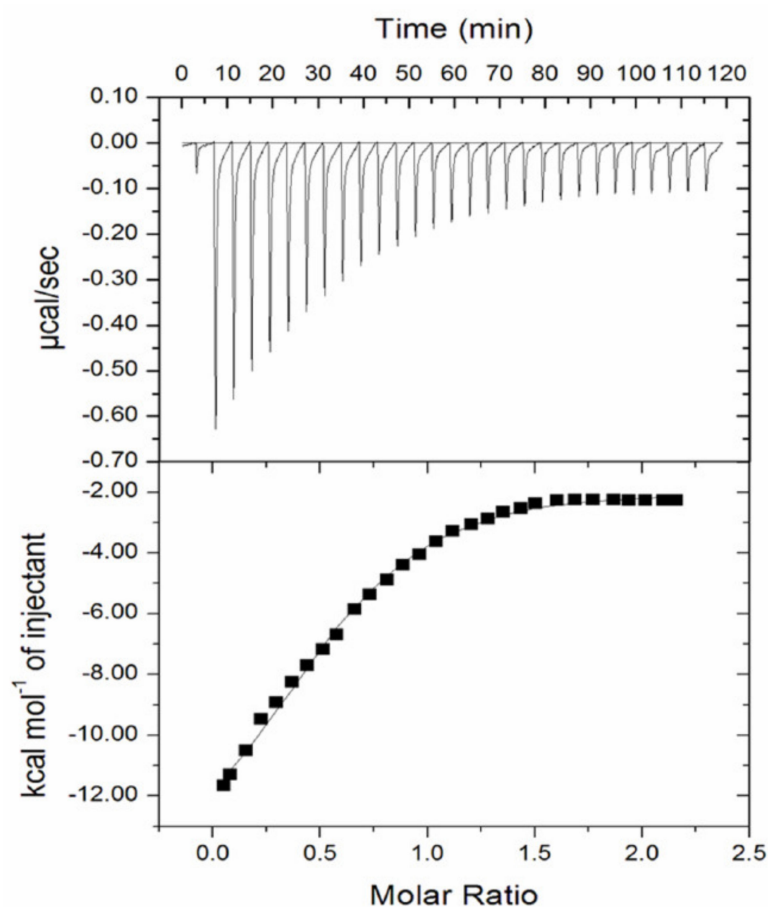 Time (min)
0 10 20 30 40 50 60 70 80 90 100 110 120
0.10
0.00
-0.10
-0.20
-0.30
-0.40
-0.50
-0.60
-0.70
µcal/sec
-2.00
-4.00
-6.00
-8.00
-10.00
-12.00
kcal mol⁻¹ of injectant
0.0 0.5 1.0 1.5 2.0 2.5
Molar Ratio